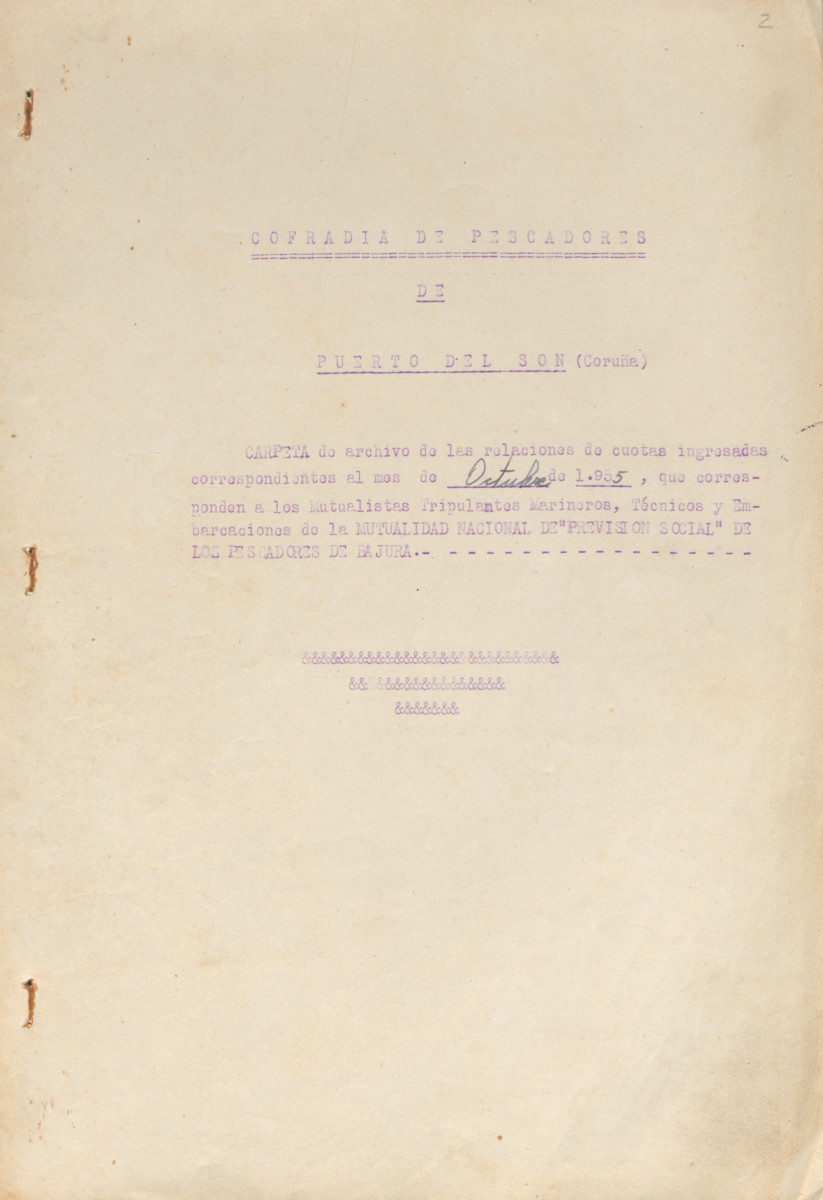 2
COFRADIA DE PESCADORES
========================================
DE
PUERTO DEL SON (Coruña)
CARPETA de archivo de las relaciones de cuotas ingresadas
correspondientes al mes de Octubre de 1.955, que corres-
ponden a los Mutualistas Tripulantes Marineros, Técnicos y Em-
barcaciones de la MUTUALIDAD NACIONAL DE"PREVISION SOCIAL" DE
LOS PESCADORES DE BAJURA.- - - - - - - - - - - - - - - - - - -
&&&&&&&&&&&&&&&&&&&&&&&&&&&&
&&&&&&&&&&&&&&&&&
&&&&&&&